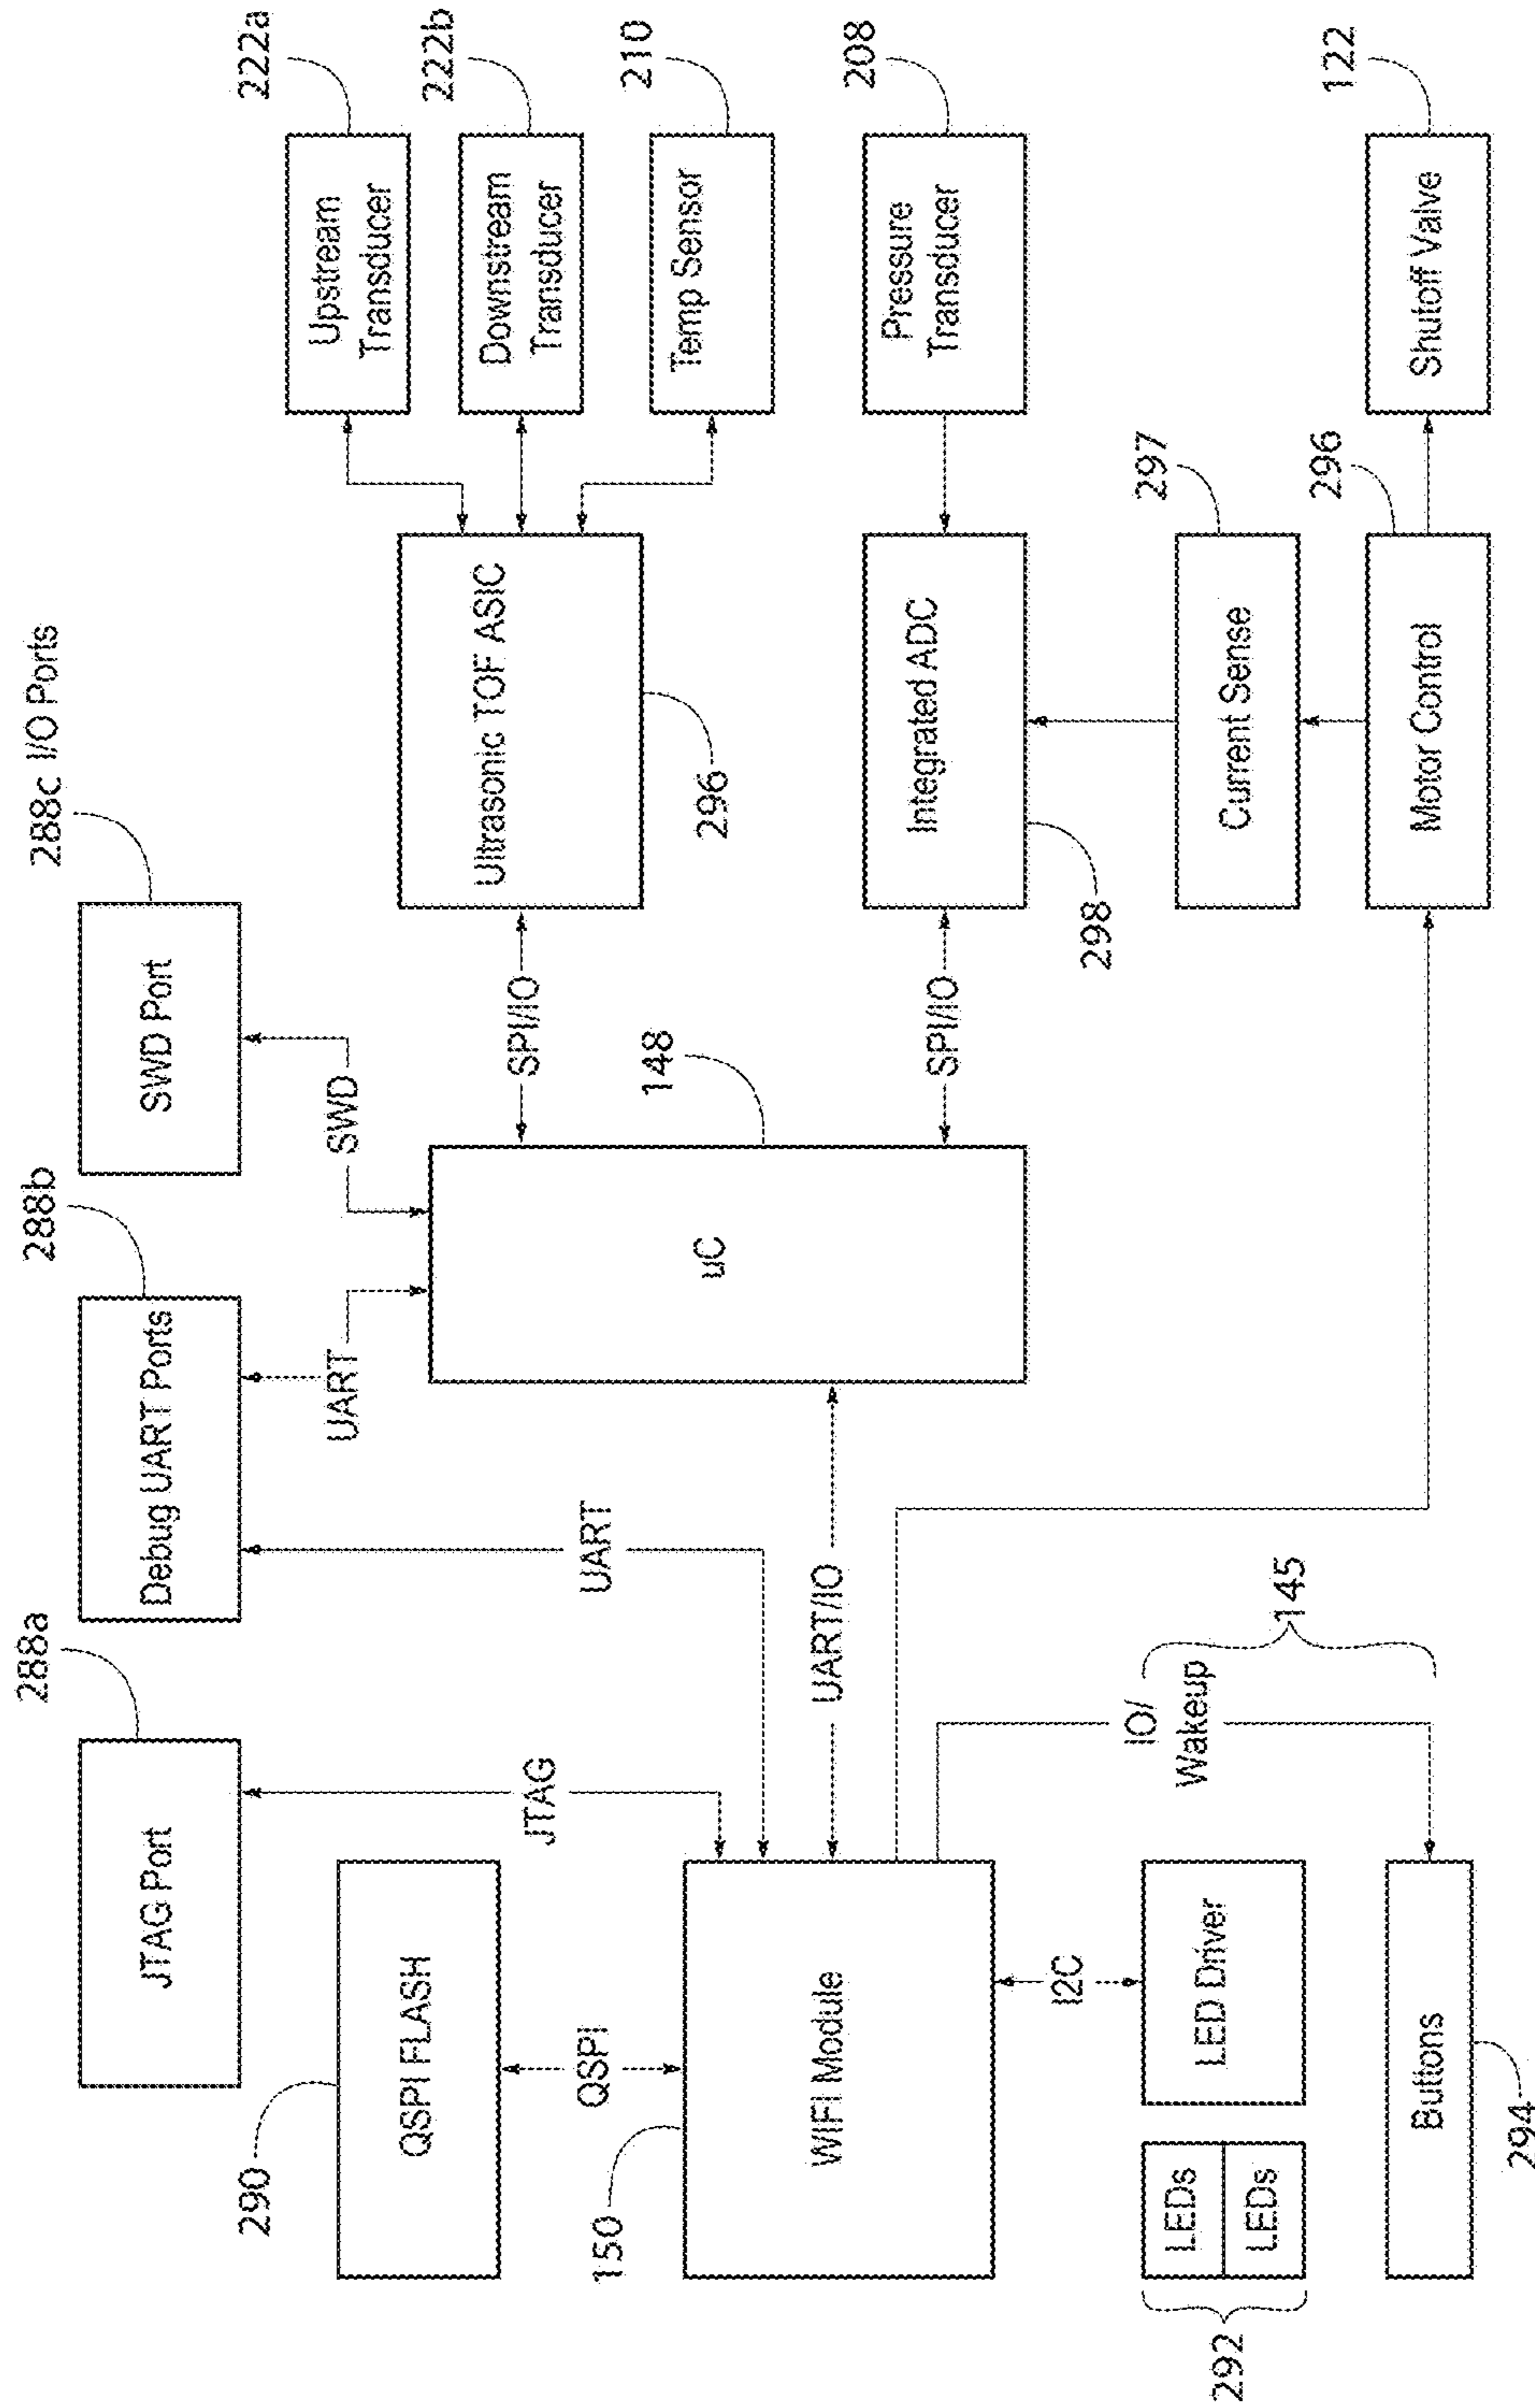 288a
288b
288c I/O Ports
JTAG Port
Debug UART Ports
SWD Port
222a
290
QSPI FLASH
UART
SWD
Upstream
Transducer
222b
JTAG
Ultrasonic TOF ASIC
Downstream
Transducer
QSPI
UART
SPI/IO
210
Temp Sensor
150
148
296
WIFI Module
UART/IO
uC
208
Pressure
Transducer
Integrated ADC
SPI/IO
I2C
298
297
IO/
Wakeup
LEDs
LEDs
LED Driver
Current Sense
292
145
296
122
Buttons
Motor Control
Shutoff Valve
294